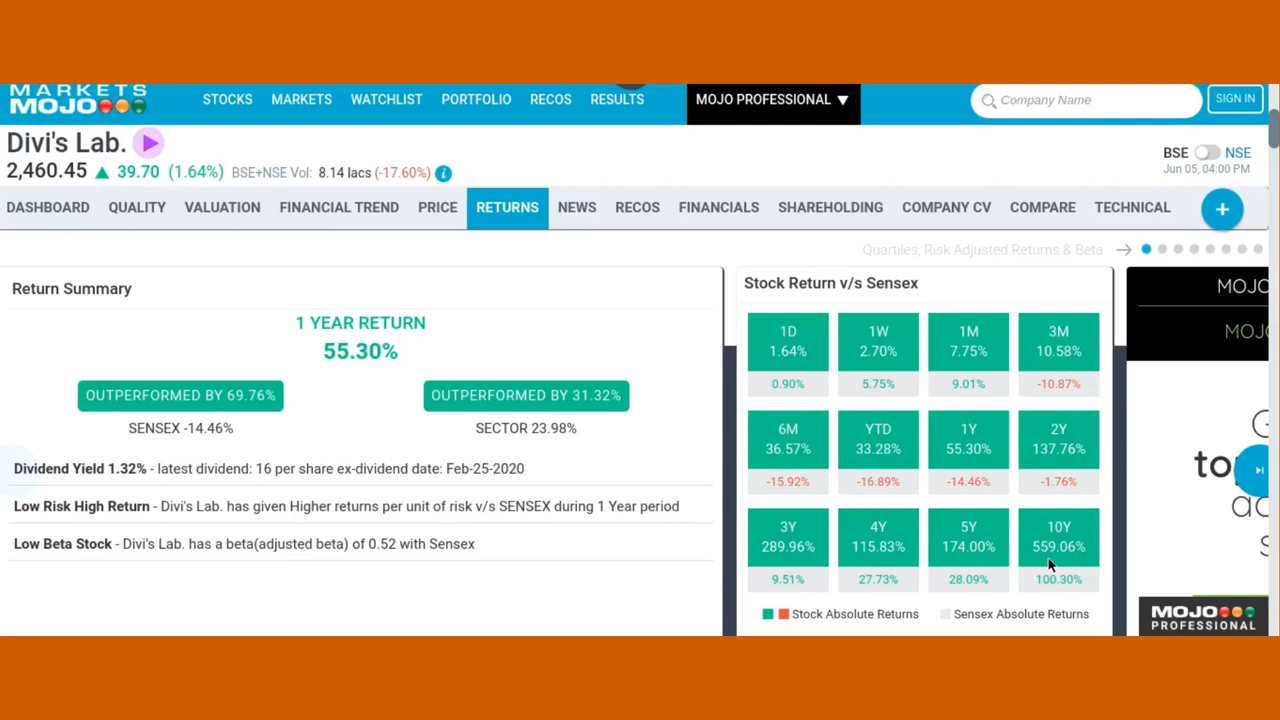 MARKETS
MOJO
STOCKS MARKETS WATCHLIST PORTFOLIO RECOS RESULTS
MOJO PROFESSIONAL ▼
Company Name
SIGN IN
Divi's Lab.
2,460.45 ▲ 39.70 (1.64%) BSE+NSE Vol: 8.14 lacs (-17.60%) i
BSE NSE
Jun 05, 04:00 PM
DASHBOARD QUALITY VALUATION FINANCIAL TREND PRICE RETURNS NEWS RECOS FINANCIALS SHAREHOLDING COMPANY CV COMPARE TECHNICAL +
Quartiles, Risk Adjusted Returns & Beta →
Return Summary
1 YEAR RETURN
55.30%
OUTPERFORMED BY 69.76% OUTPERFORMED BY 31.32%
SENSEX -14.46% SECTOR 23.98%
Dividend Yield 1.32% - latest dividend: 16 per share ex-dividend date: Feb-25-2020
Low Risk High Return - Divi's Lab. has given Higher returns per unit of risk v/s SENSEX during 1 Year period
Low Beta Stock - Divi's Lab. has a beta(adjusted beta) of 0.52 with Sensex
Stock Return v/s Sensex
1D 1W 1M 3M
1.64% 2.70% 7.75% 10.58%
0.90% 5.75% 9.01% -10.87%
6M YTD 1Y 2Y
36.57% 33.28% 55.30% 137.76%
-15.92% -16.89% -14.46% -1.76%
3Y 4Y 5Y 10Y
289.96% 115.83% 174.00% 559.06%
9.51% 27.73% 28.09% 100.30%
Stock Absolute Returns Sensex Absolute Returns
MOJO
MOJO
MOJO
PROFESSIONAL